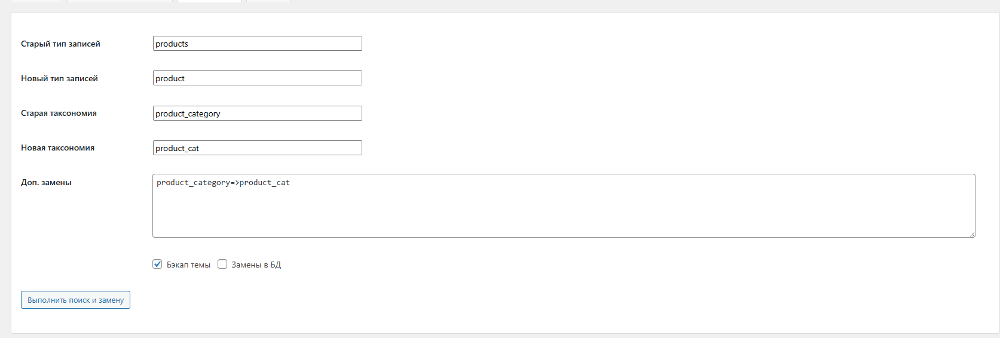 Старый тип записей
products
Новый тип записей
product
Старая таксономия
product_category
Новая таксономия
product_cat
Доп. замены
product_category=>product_cat
Бэкап темы
Замены в БД
Выполнить поиск и замену